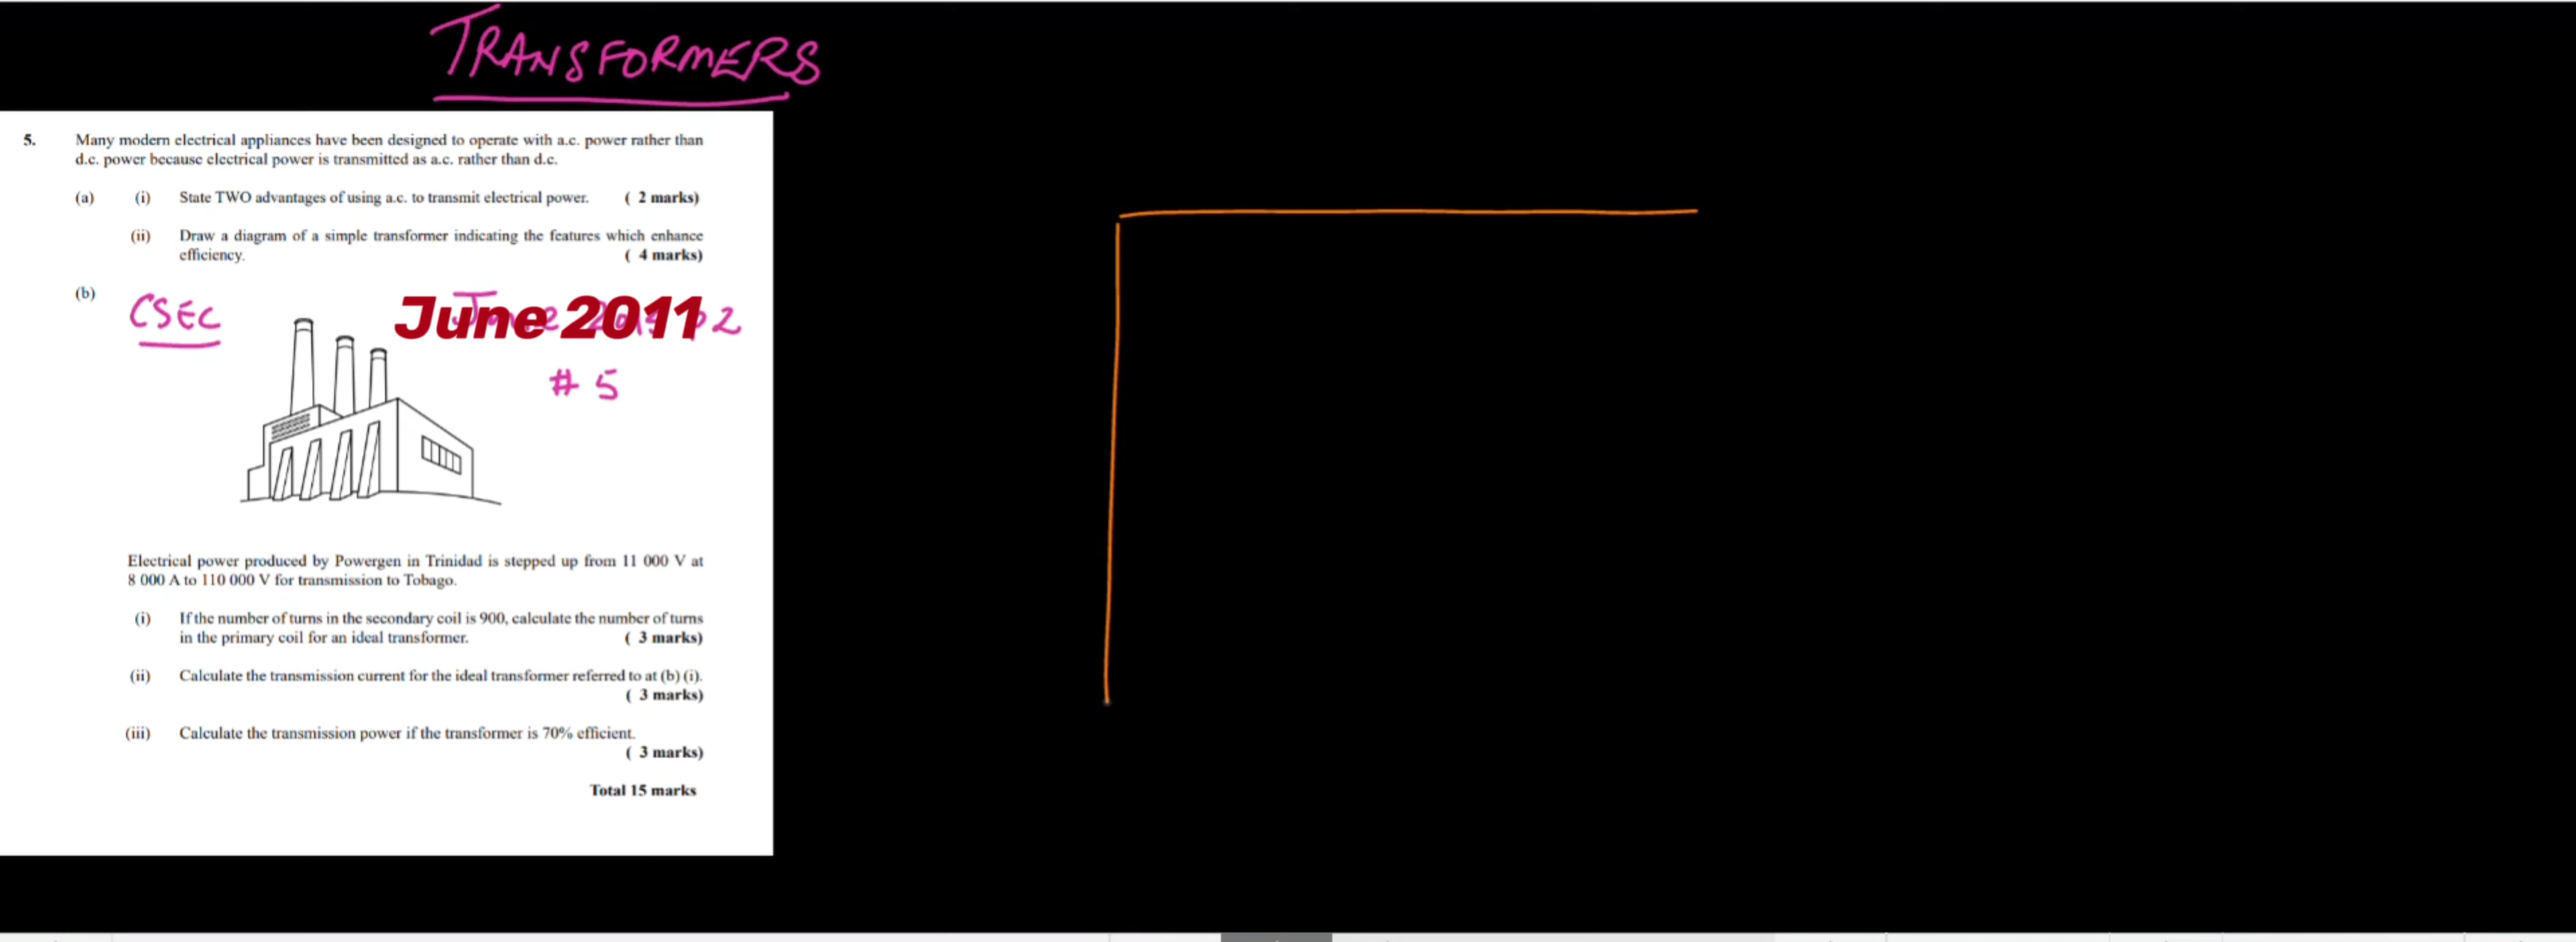 TRANSFORMERS
5. Many modern electrical appliances have been designed to operate with a.c. power rather than
d.c. power because electrical power is transmitted as a.c. rather than d.c.
(a) (i) State TWO advantages of using a.c. to transmit electrical power. ( 2 marks)
(ii) Draw a diagram of a simple transformer indicating the features which enhance
efficiency. ( 4 marks)
(b)
CSEC June 2011 p2
# 5
Electrical power produced by Powergen in Trinidad is stepped up from 11 000 V at
8 000 A to 110 000 V for transmission to Tobago.
(i) If the number of turns in the secondary coil is 900, calculate the number of turns
in the primary coil for an ideal transformer. ( 3 marks)
(ii) Calculate the transmission current for the ideal transformer referred to at (b) (i).
( 3 marks)
(iii) Calculate the transmission power if the transformer is 70% efficient.
( 3 marks)
Total 15 marks